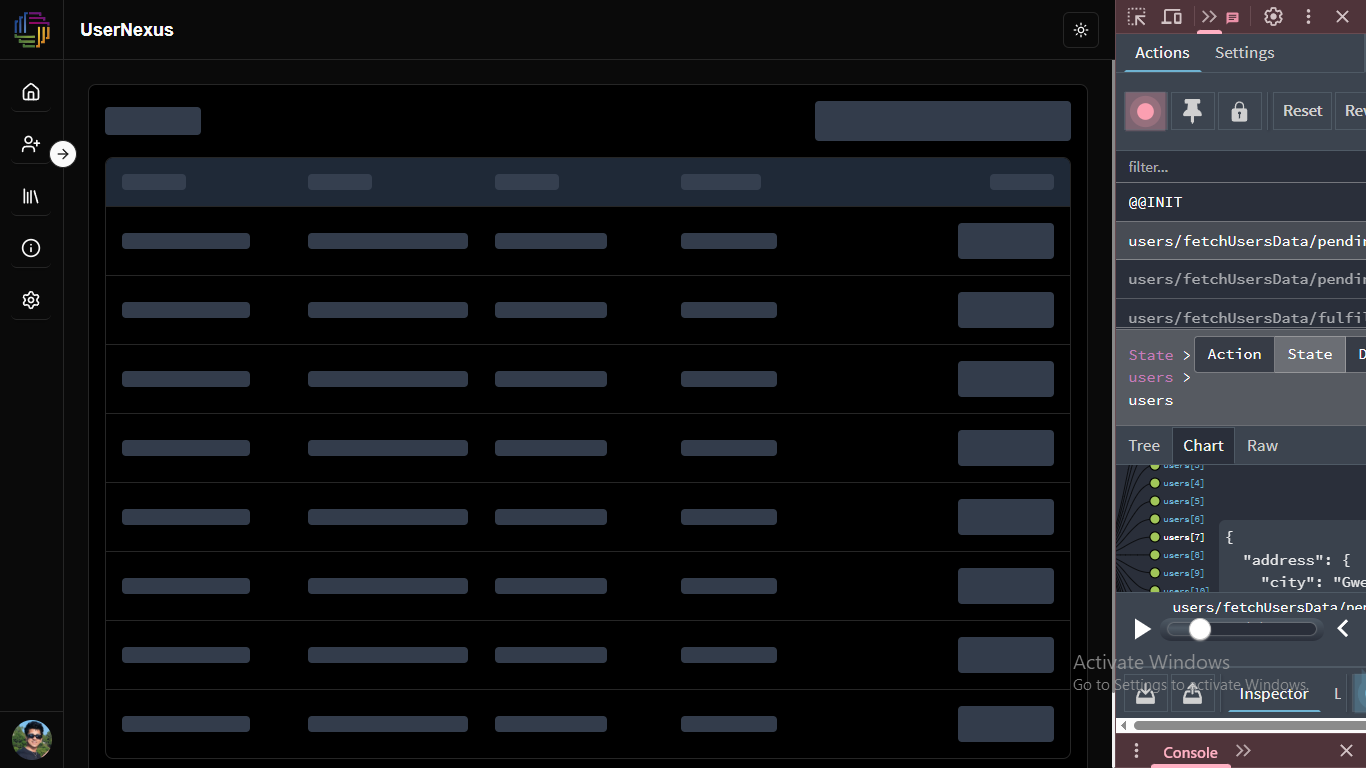 UserNexus
Actions
Settings
Reset
Rev
filter...
@@INIT
users/fetchUsersData/pendin
users/fetchUsersData/pendin
users/fetchUsersData/fulfil
State >
Action
State
D
users >
users
Tree
Chart
Raw
users[3]
users[4]
users[5]
users[6]
users[7]
{
users[8]
"address": {
users[9]
"city": "Gwe
users[10]
users/fetchUsersData/pen
Activate Windows
Go to Settings to activate Windows.
Inspector
L
Console